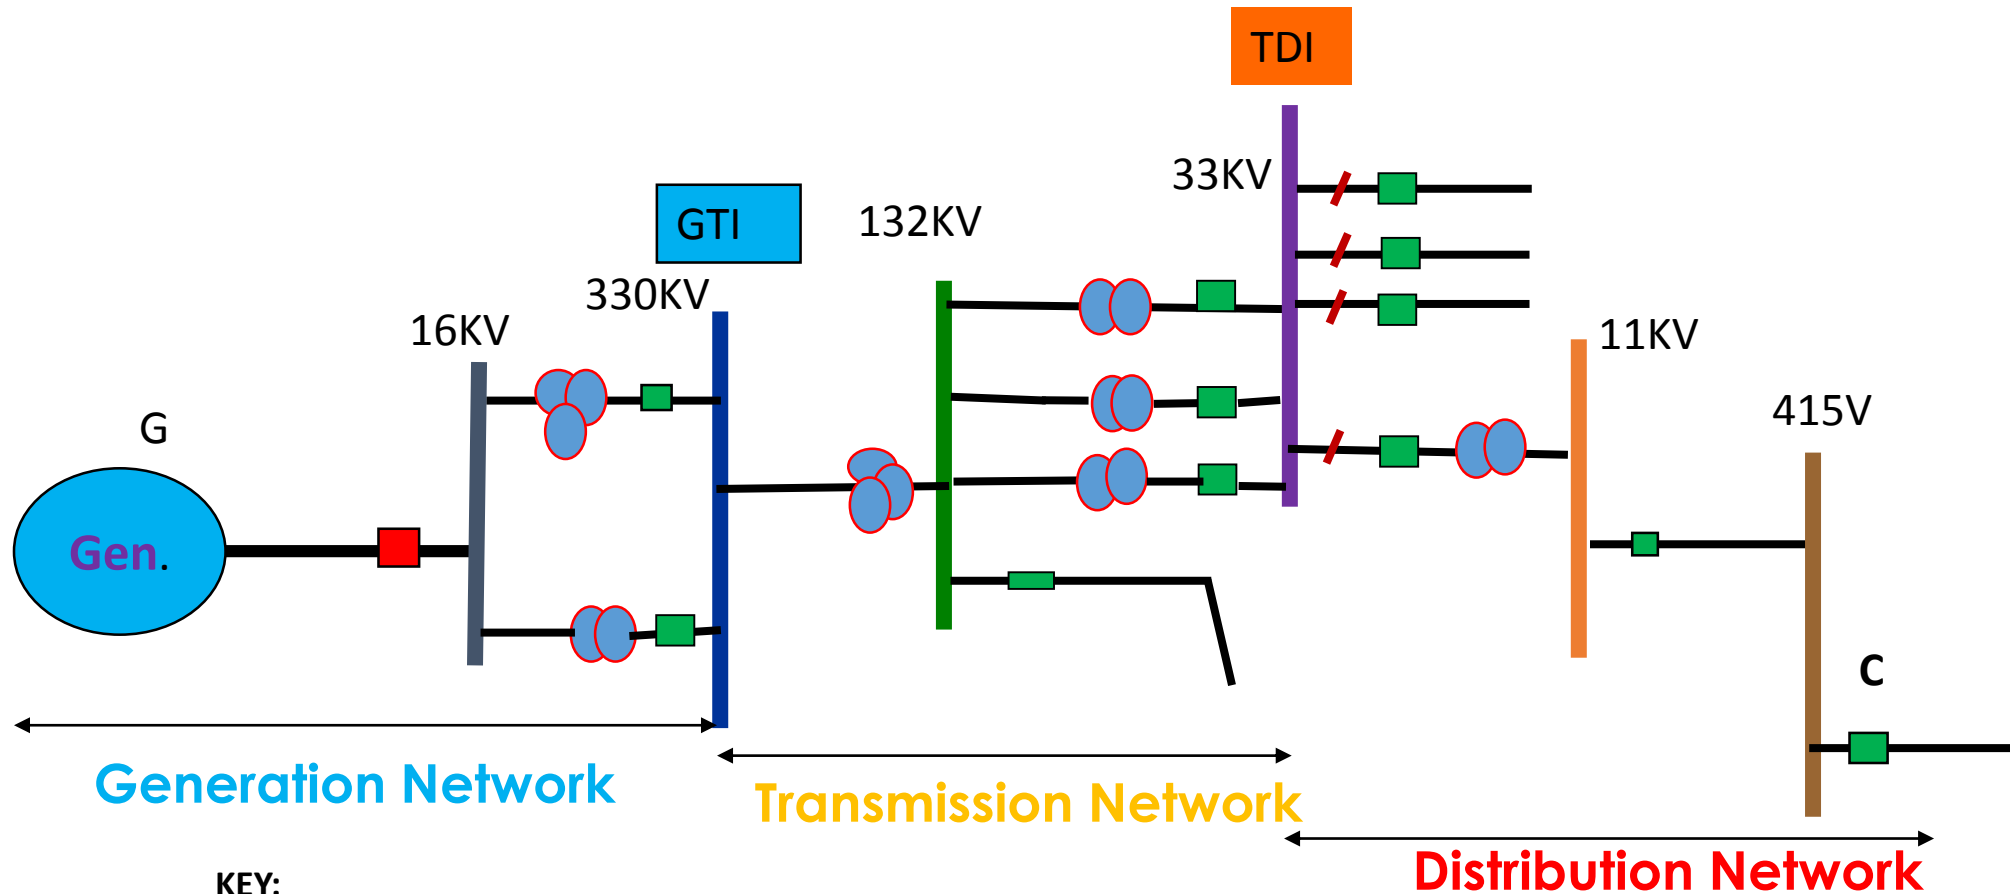 TDI
33KV
GTI
132KV
330KV
16KV
11KV
415V
G
Gen.
C
Generation Network
Transmission Network
Distribution Network
KEY: